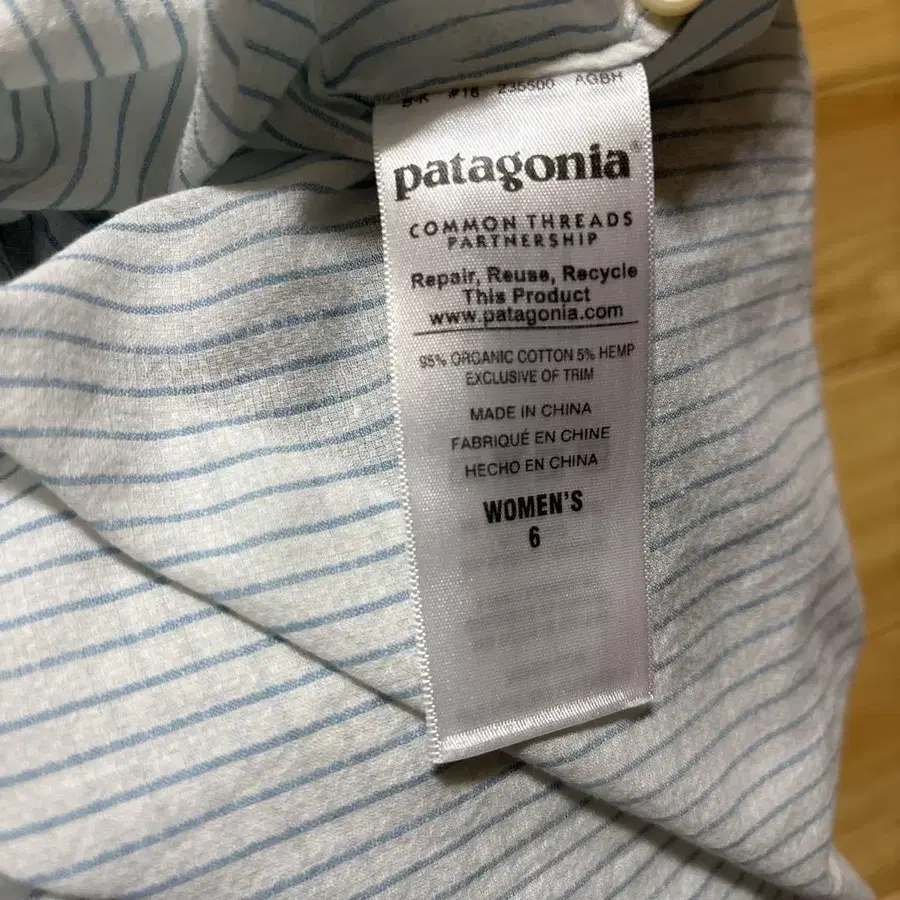 B-R #16 235500 AGBH
patagonia®
COMMON THREADS
PARTNERSHIP
Repair, Reuse, Recycle
This Product
www.patagonia.com
95% ORGANIC COTTON 5% HEMP
EXCLUSIVE OF TRIM
MADE IN CHINA
FABRIQUÉ EN CHINE
HECHO EN CHINA
WOMEN'S
6